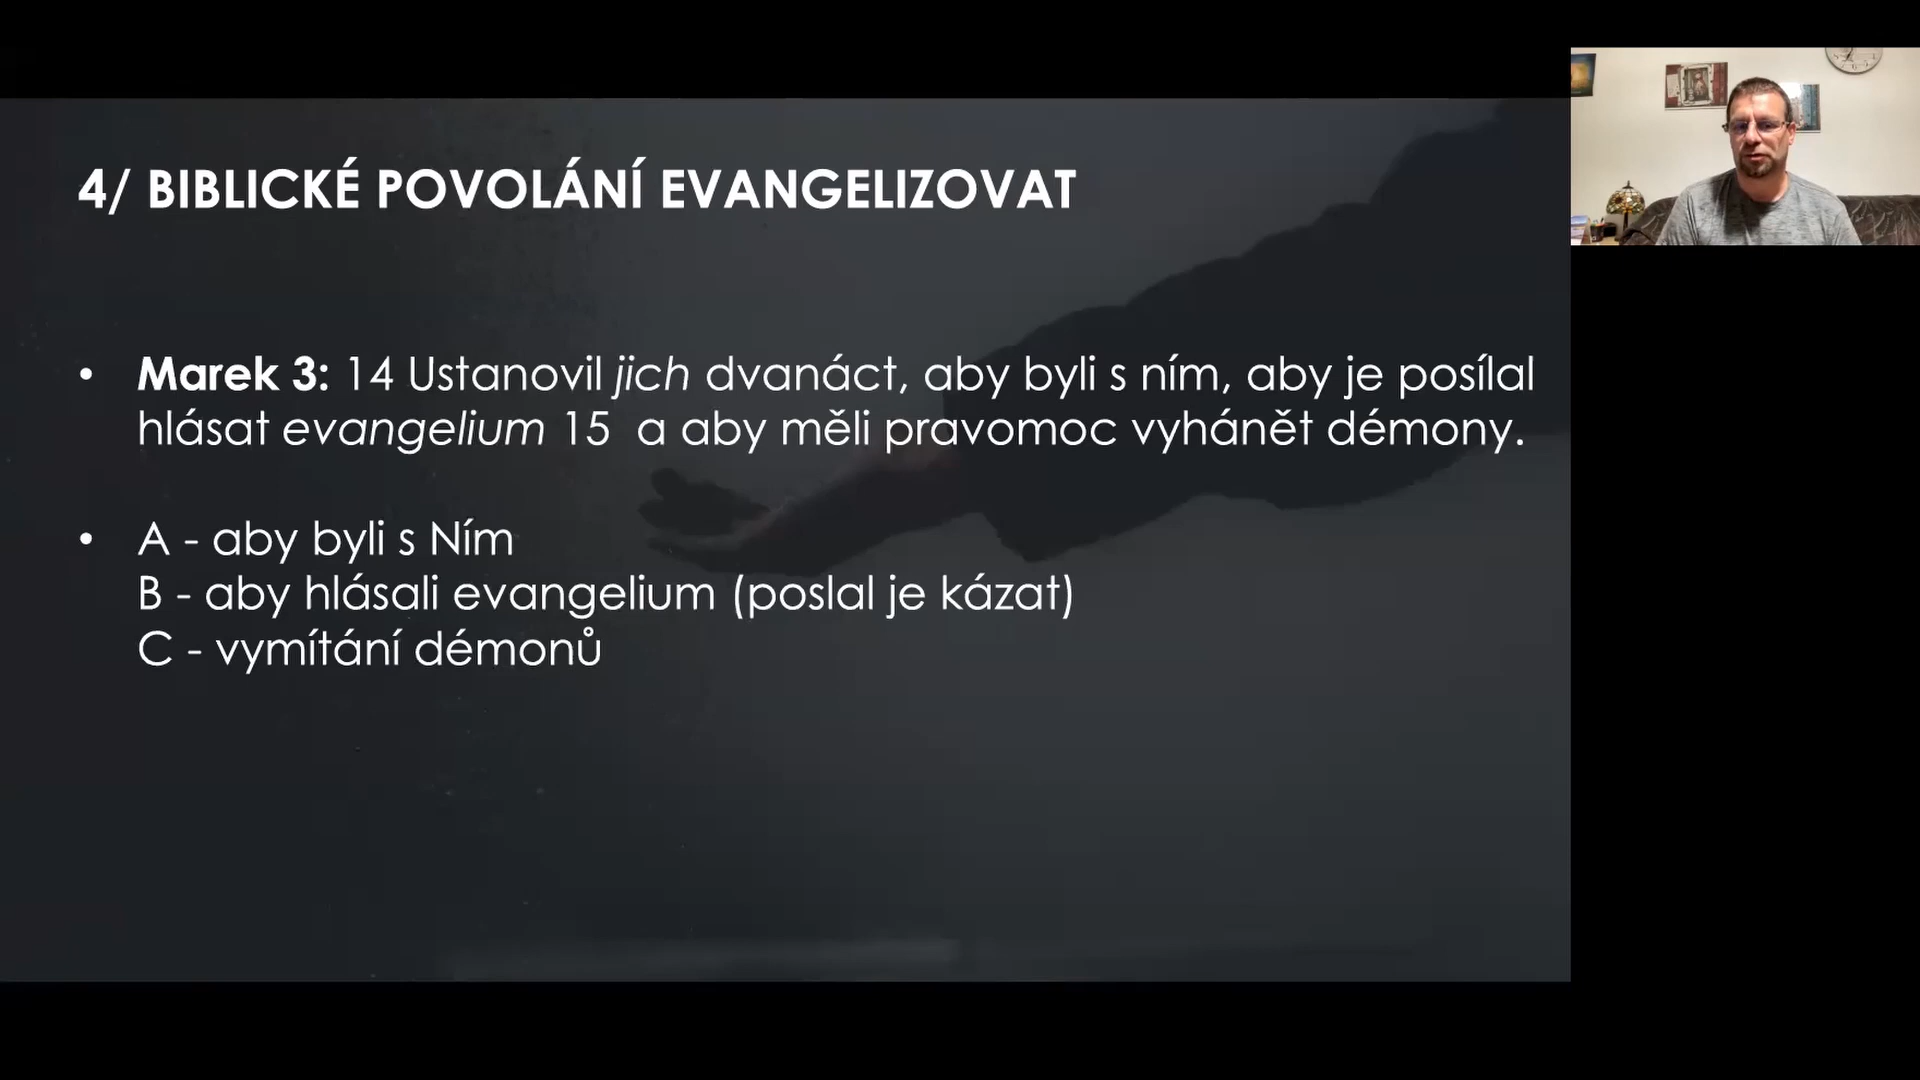 4/ BIBLICKÉ POVOLÁNÍ EVANGELIZOVAT
• Marek 3: 14 Ustanovil jich dvanáct, aby byli s ním, aby je posílal
hlásat evangelium 15  a aby měli pravomoc vyhánět démony.
• A - aby byli s Ním
B - aby hlásali evangelium (poslal je kázat)
C - vymítání démonů